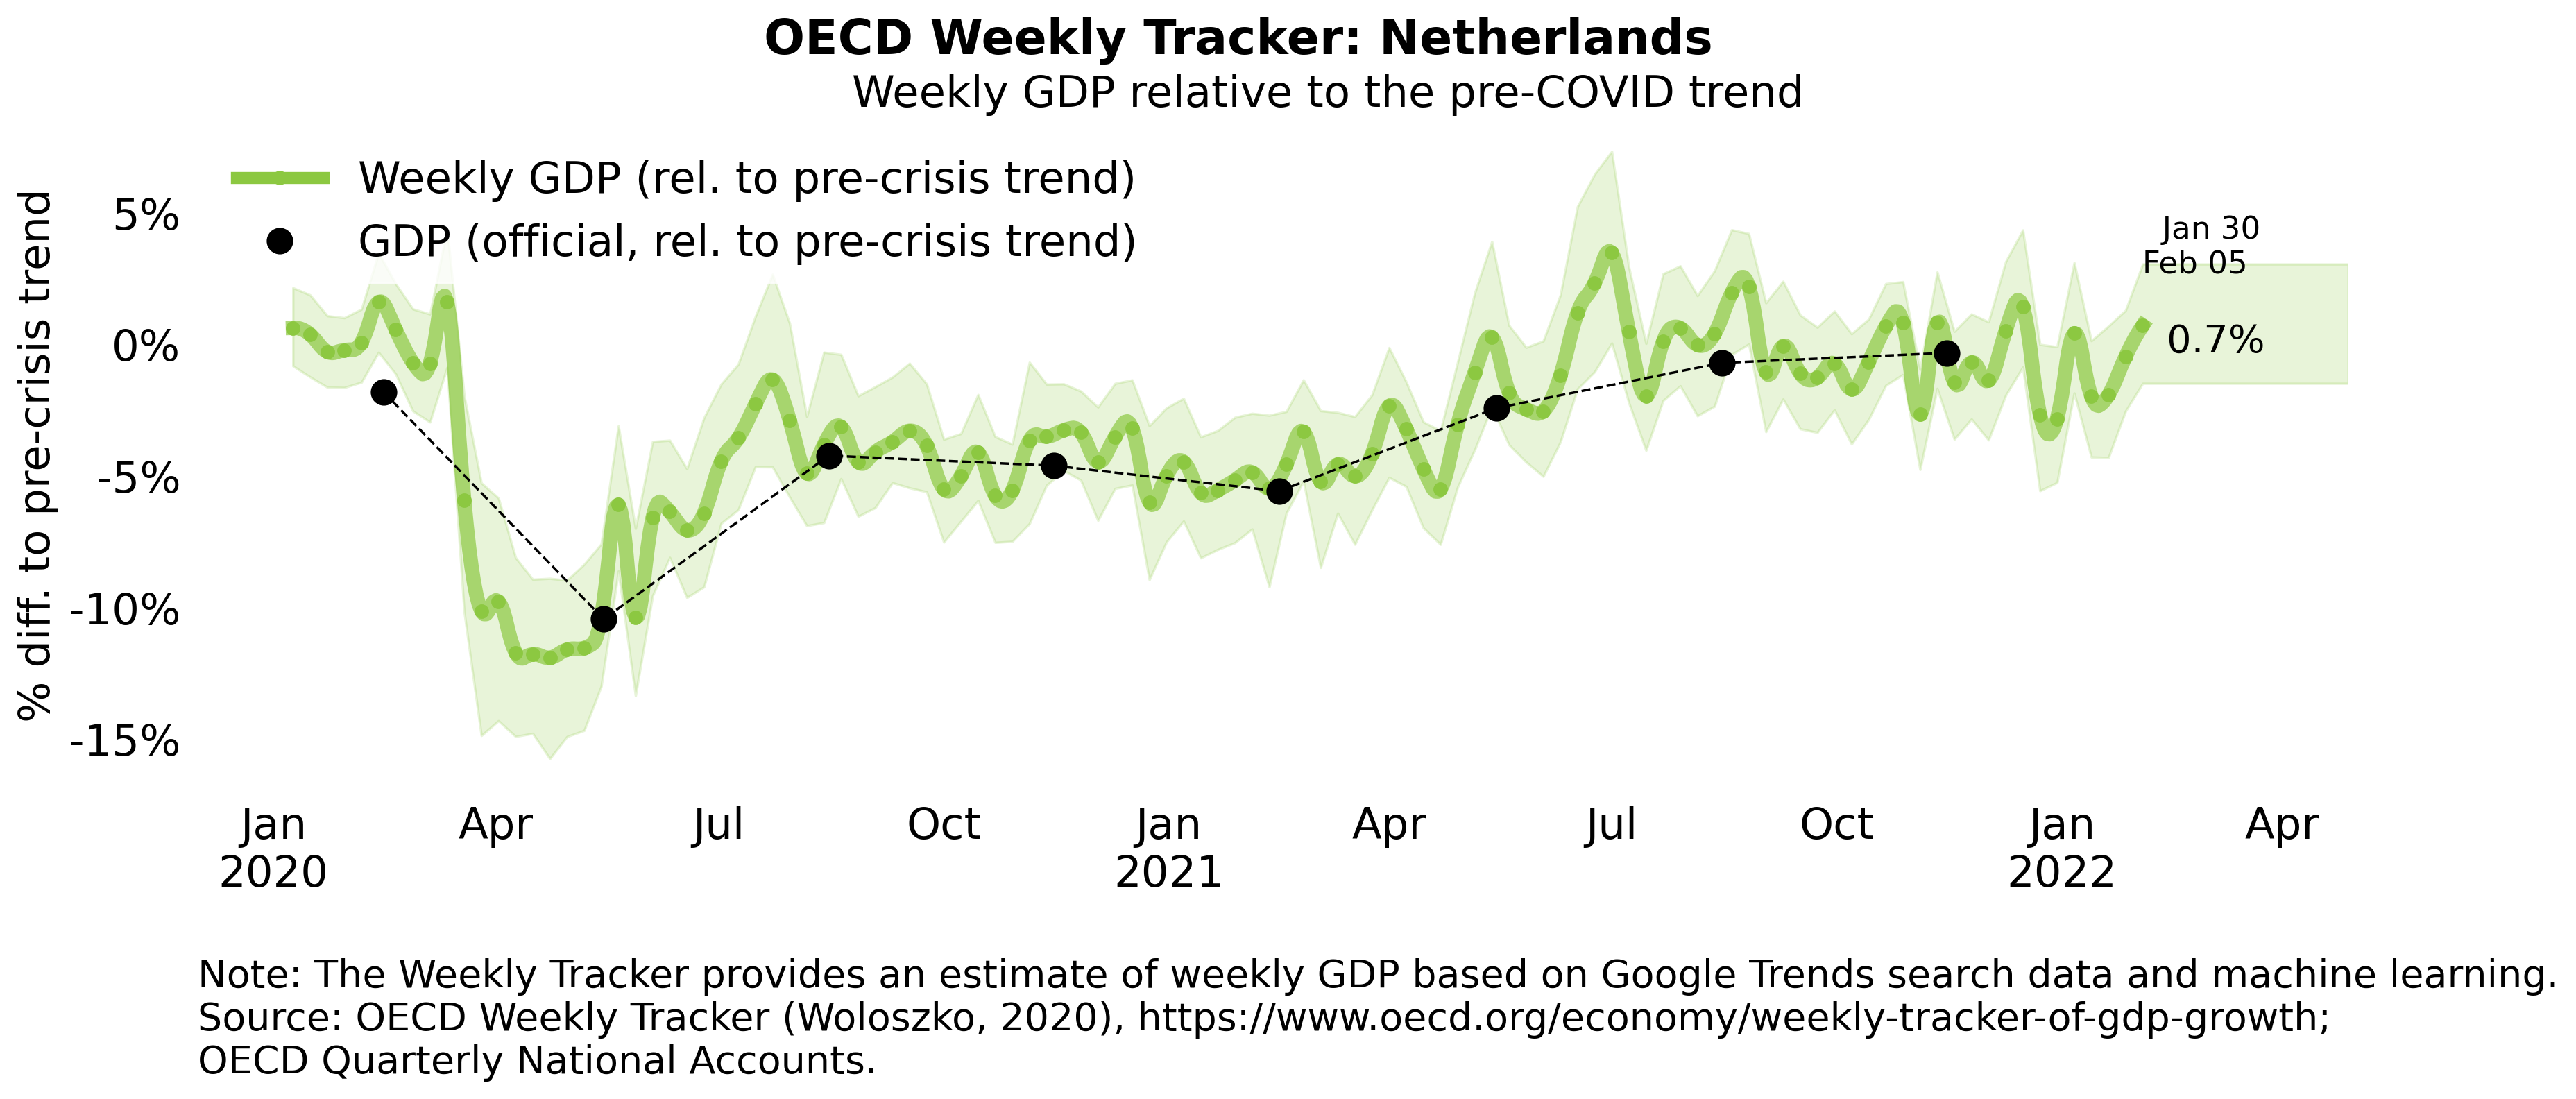 OECD Weekly Tracker: Netherlands
Weekly GDP relative to the pre-COVID trend
Weekly GDP (rel. to pre-crisis trend)
GDP (official, rel. to pre-crisis trend)
% diff. to pre-crisis trend
5%
0%
-5%
-10%
-15%
Jan 30
Feb 05
0.7%
Jan Apr Jul Oct Jan Apr Jul Oct Jan Apr
2020 2021 2022
Note: The Weekly Tracker provides an estimate of weekly GDP based on Google Trends search data and machine learning.
Source: OECD Weekly Tracker (Woloszko, 2020), https://www.oecd.org/economy/weekly-tracker-of-gdp-growth;
OECD Quarterly National Accounts.